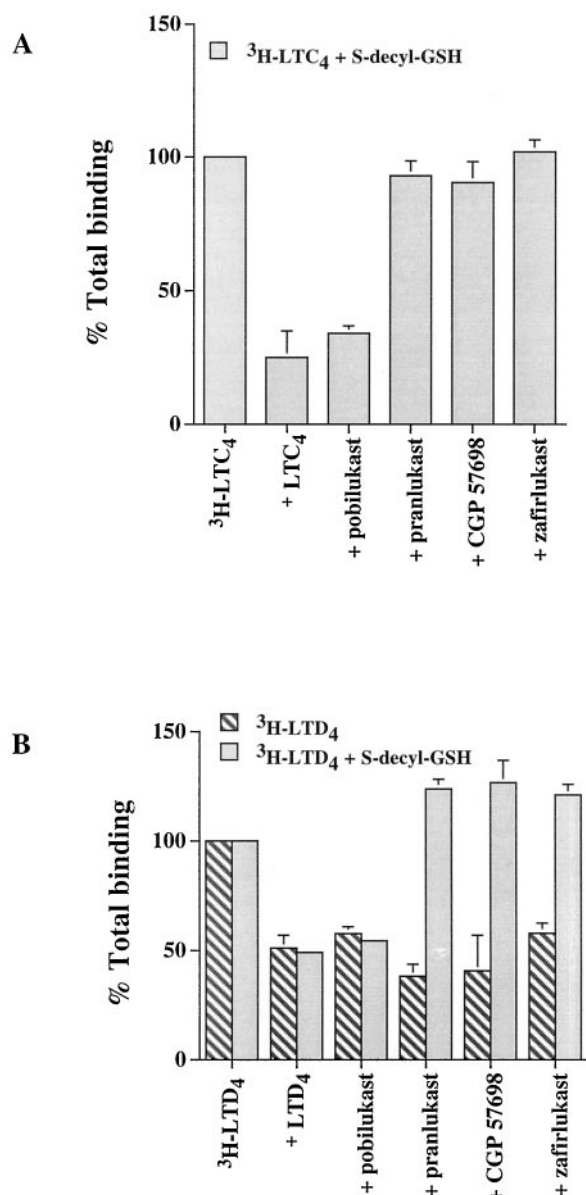 A
150
³H-LTC₄ + S-decyl-GSH
100
50
0
% Total binding
³H-LTC₄
+ LTC₄
+ pobilukast
+ pranlukast
+ CGP 57698
+ zafirlukast
B
150
³H-LTD₄
³H-LTD₄ + S-decyl-GSH
100
50
0
% Total binding
³H-LTD₄
+ LTD₄
+ pobilukast
+ pranlukast
+ CGP 57698
+ zafirlukast